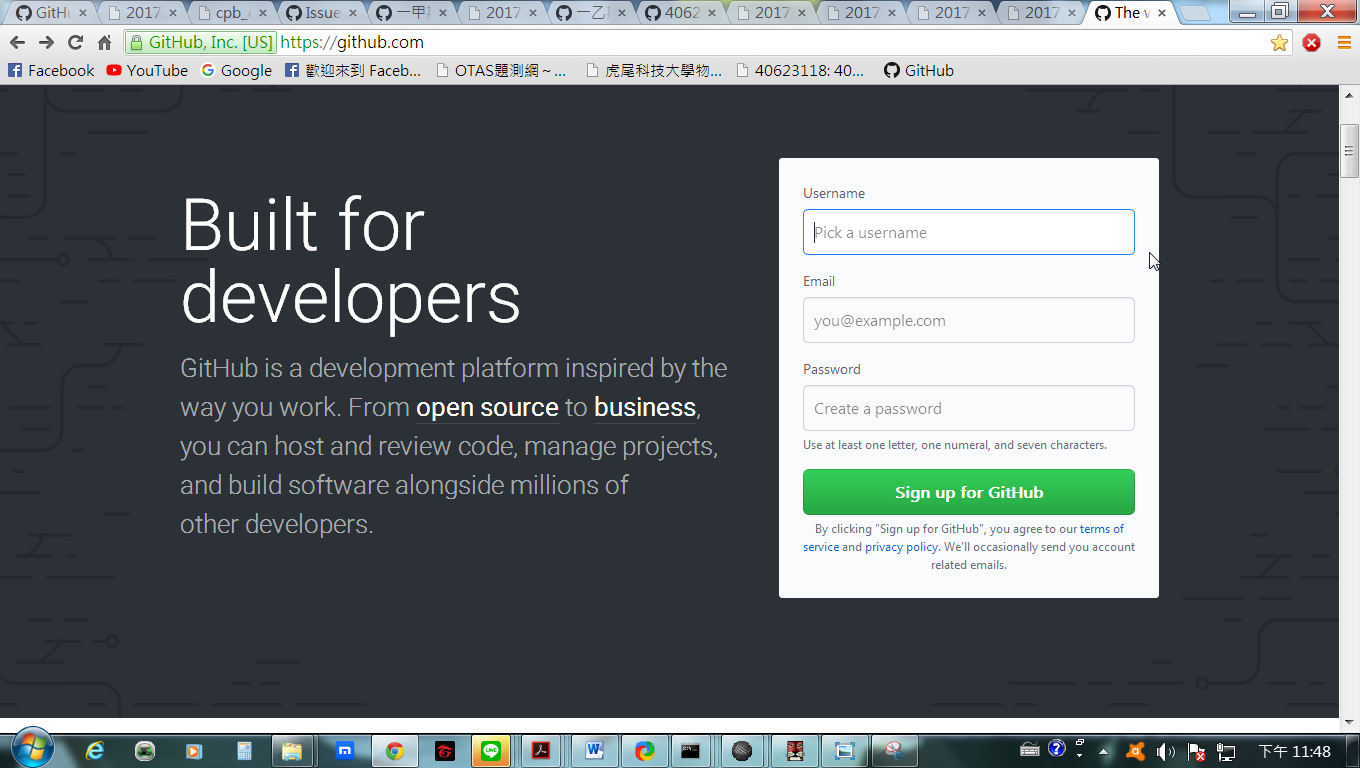 GitHu
2017
cpb_
Issue
一甲
2017
一乙
4062
2017
2017
2017
2017
The w
GitHub, Inc. [US] https://github.com
Facebook
YouTube
Google
歡迎來到 Faceb...
OTAS題測網～...
虎尾科技大學物...
40623118: 40...
GitHub
Built for
developers
GitHub is a development platform inspired by the
way you work. From open source to business,
you can host and review code, manage projects,
and build software alongside millions of
other developers.
Username
Pick a username
Email
you@example.com
Password
Create a password
Use at least one letter, one numeral, and seven characters.
Sign up for GitHub
By clicking "Sign up for GitHub", you agree to our terms of
service and privacy policy. We'll occasionally send you account
related emails.
下午 11:48